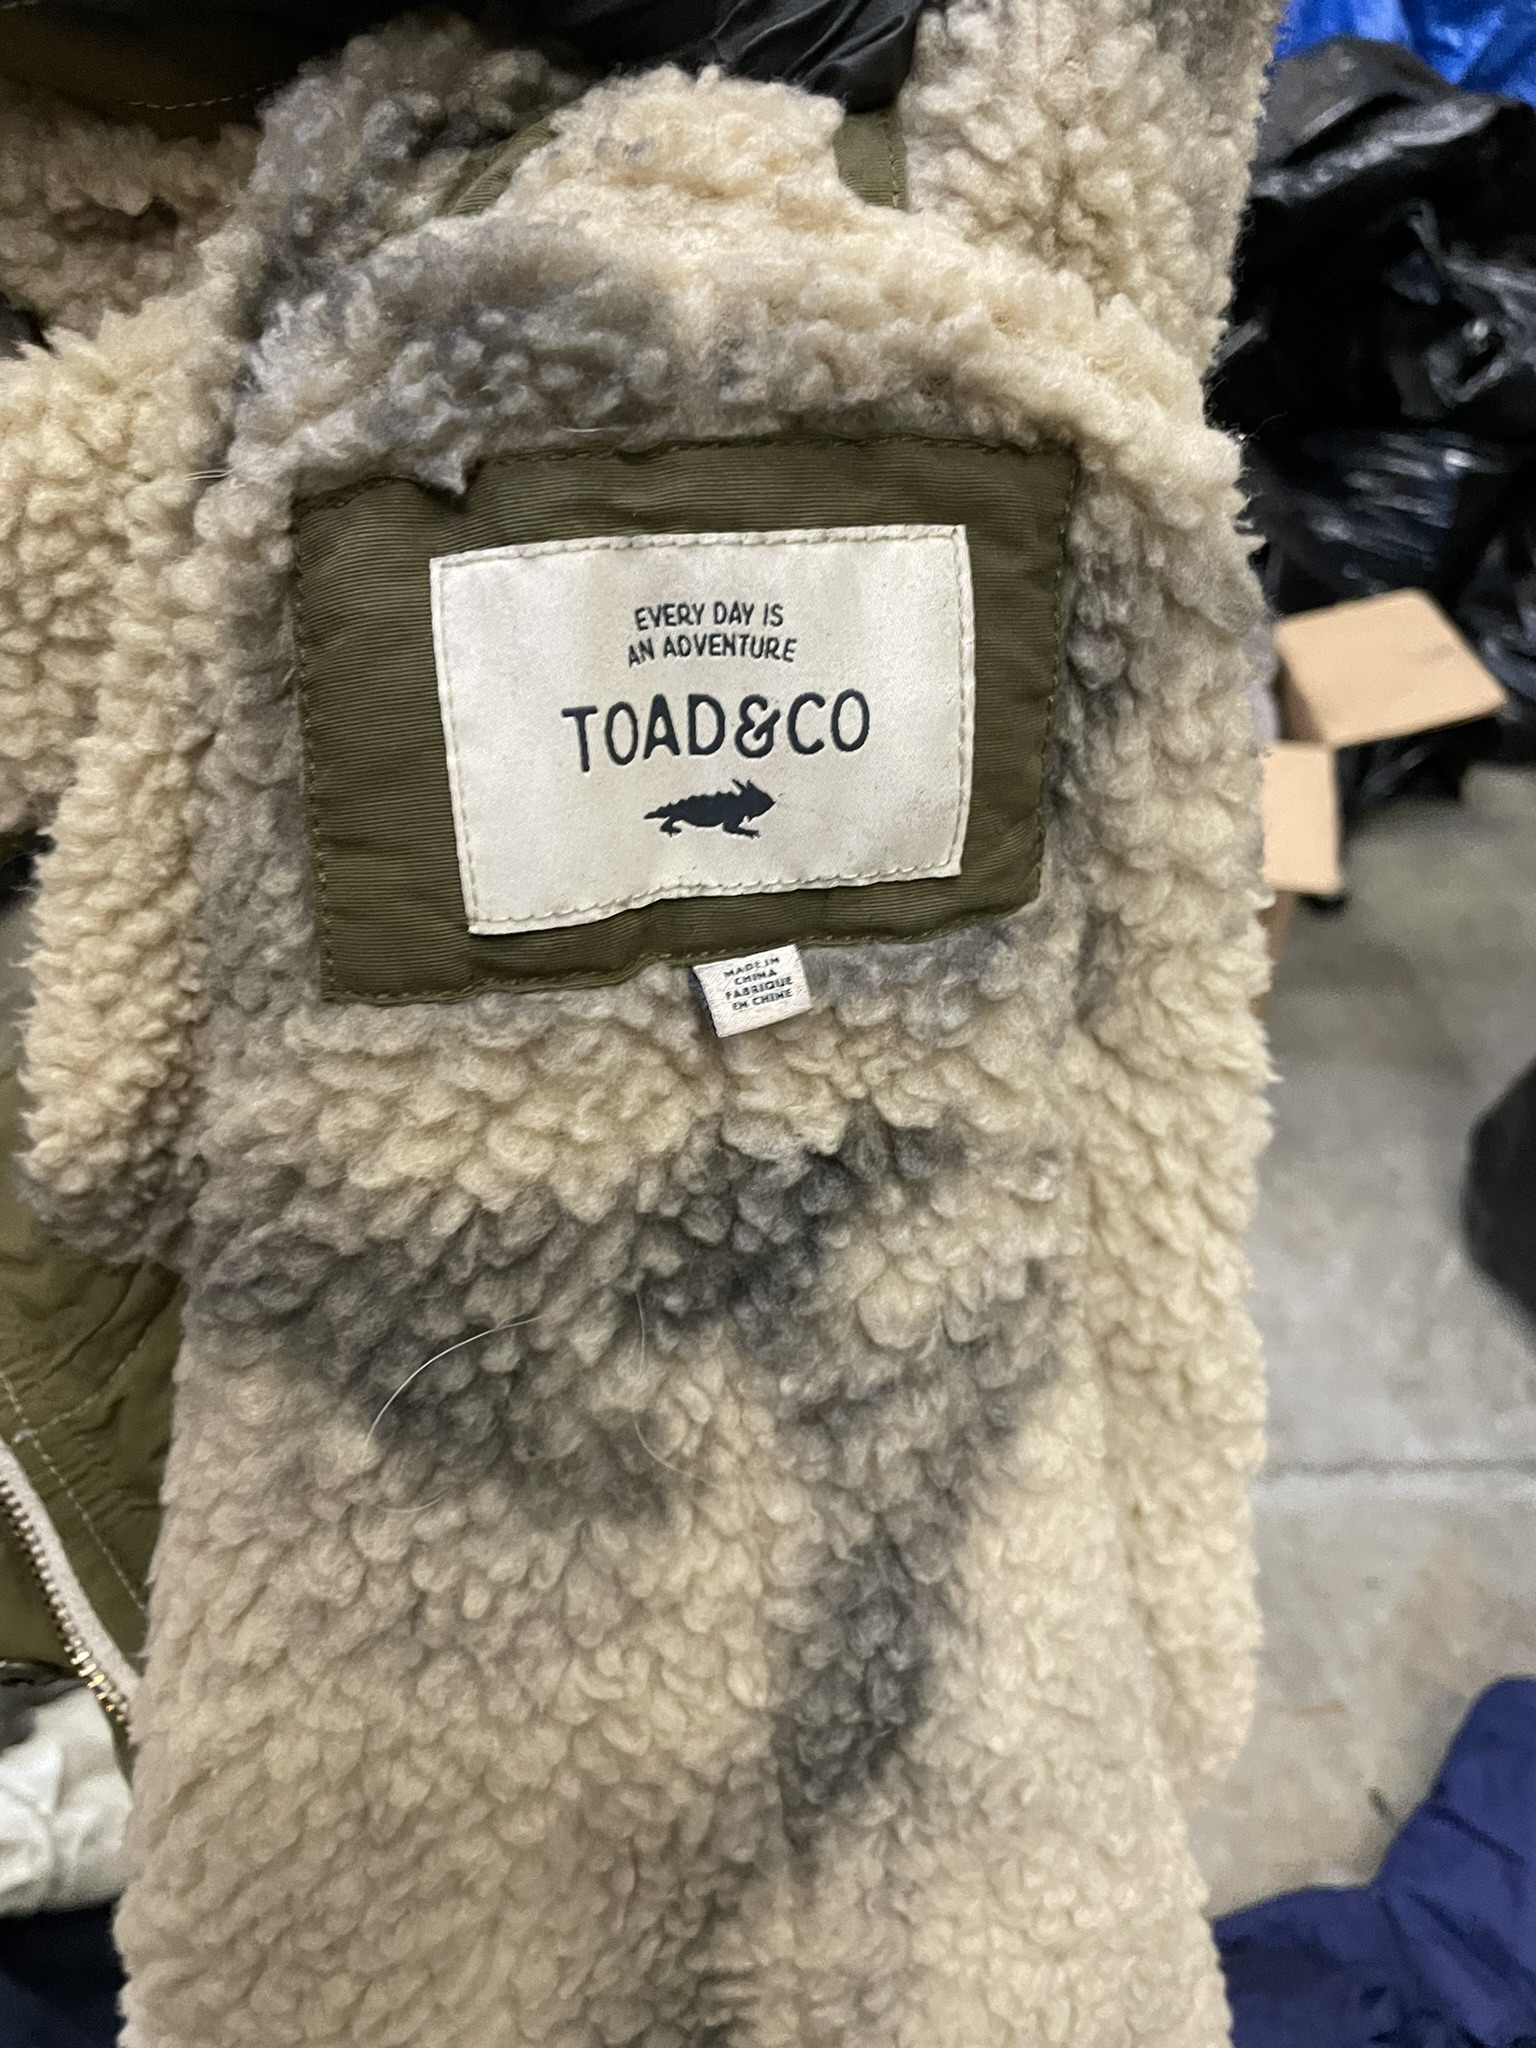 EVERY DAY IS
AN ADVENTURE
TOAD&CO
MADE IN
CHINA
FABRIQUE
EN CHINE